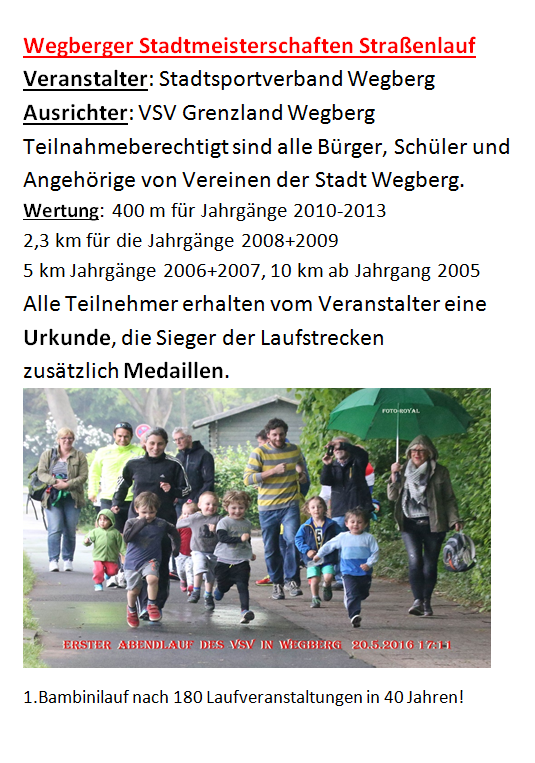 Wegberger Stadtmeisterschaften Straßenlauf
Veranstalter: Stadtsportverband Wegberg
Ausrichter: VSV Grenzland Wegberg
Teilnahmeberechtigt sind alle Bürger, Schüler und
Angehörige von Vereinen der Stadt Wegberg.
Wertung: 400 m für Jahrgänge 2010-2013
2,3 km für die Jahrgänge 2008+2009
5 km Jahrgänge 2006+2007, 10 km ab Jahrgang 2005
Alle Teilnehmer erhalten vom Veranstalter eine
Urkunde, die Sieger der Laufstrecken
zusätzlich Medaillen.
FOTO-ROYAL
5
ERSTER ABENDLAUF DES VSV IN WEGBERG 20.5.2016 17:11
1.Bambinilauf nach 180 Laufveranstaltungen in 40 Jahren!